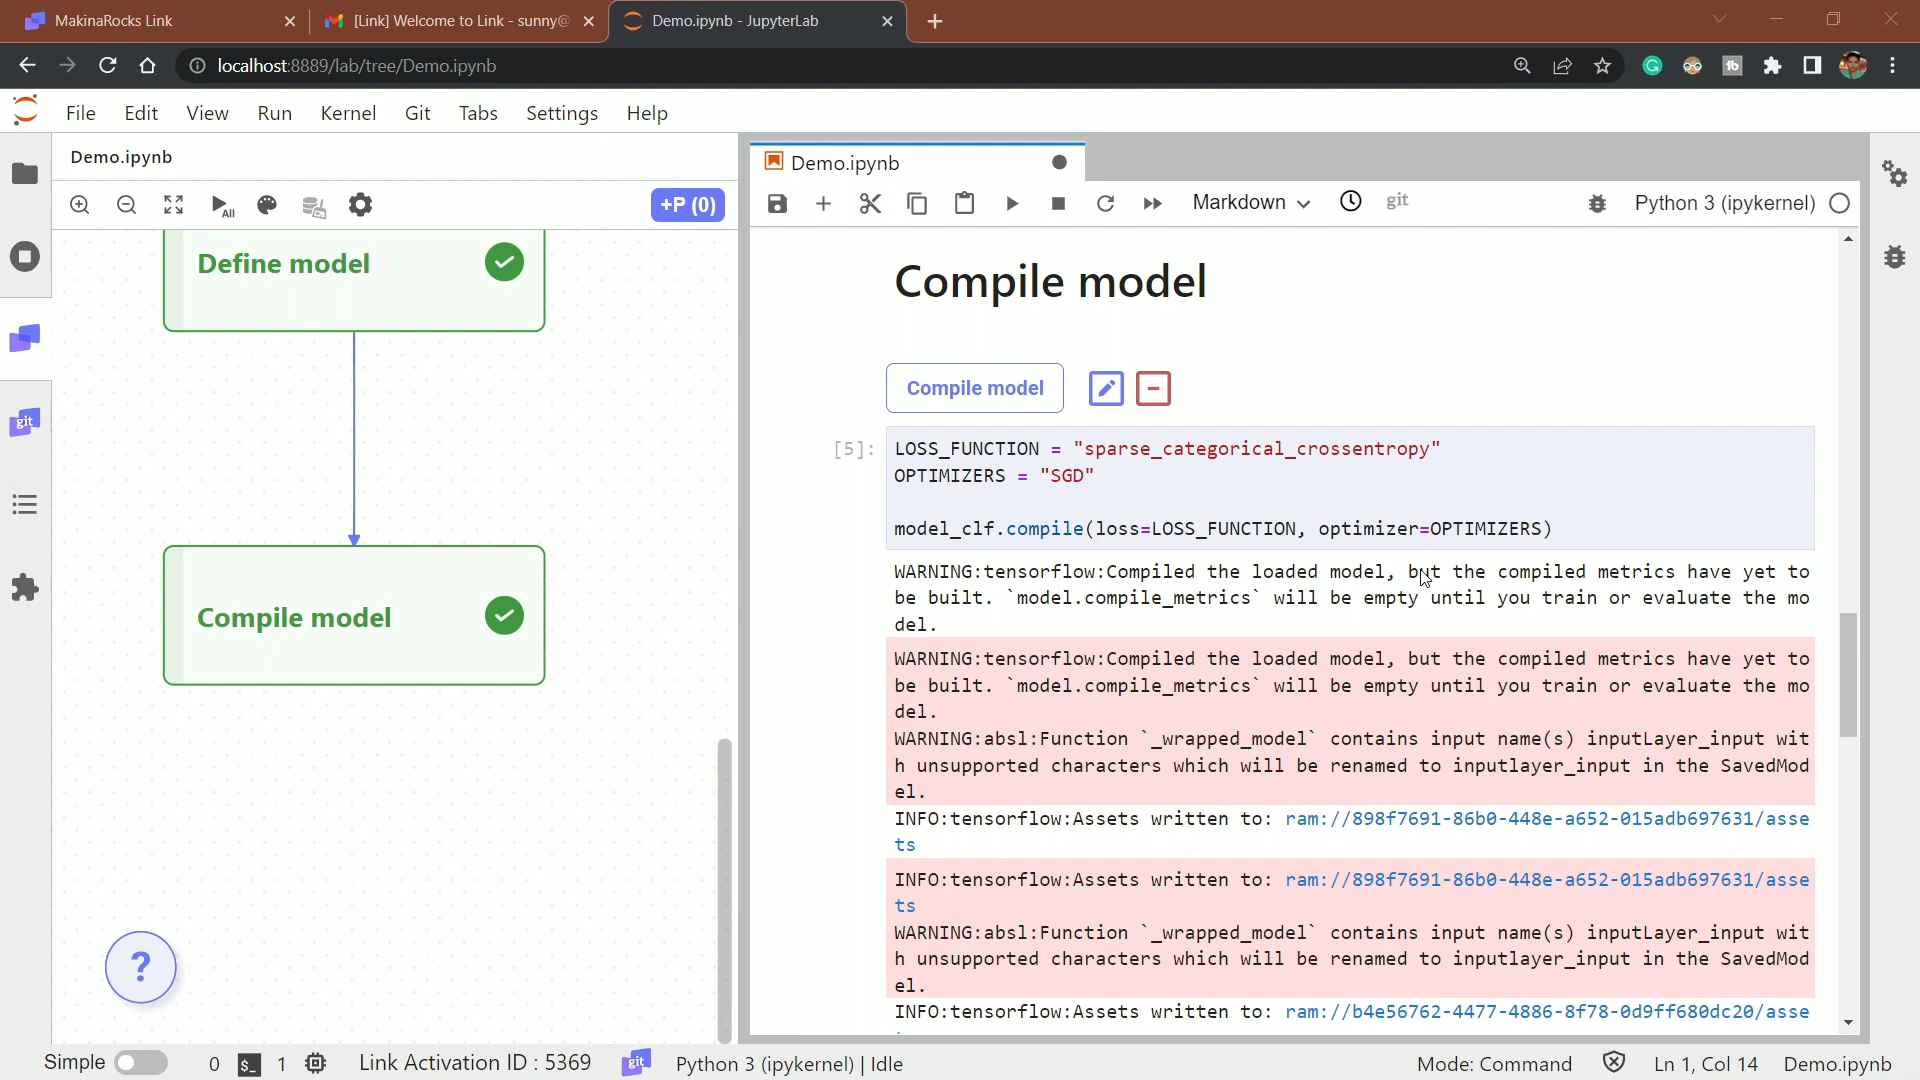 MakinaRocks Link
[Link] Welcome to Link - sunny@
Demo.ipynb - JupyterLab
localhost:8889/lab/tree/Demo.ipynb
File Edit View Run Kernel Git Tabs Settings Help
Demo.ipynb
All
+P (0)
Define model
Compile model
?
git
Demo.ipynb
Markdown
git
Python 3 (ipykernel)
Compile model
Compile model
[5]:
LOSS_FUNCTION = "sparse_categorical_crossentropy"
OPTIMIZERS = "SGD"
model_clf.compile(loss=LOSS_FUNCTION, optimizer=OPTIMIZERS)
WARNING:tensorflow:Compiled the loaded model, but the compiled metrics have yet to
be built. `model.compile_metrics` will be empty until you train or evaluate the mo
del.
WARNING:tensorflow:Compiled the loaded model, but the compiled metrics have yet to
be built. `model.compile_metrics` will be empty until you train or evaluate the mo
del.
WARNING:absl:Function `_wrapped_model` contains input name(s) inputLayer_input wit
h unsupported characters which will be renamed to inputlayer_input in the SavedMod
el.
INFO:tensorflow:Assets written to: ram://898f7691-86b0-448e-a652-015adb697631/asse
ts
INFO:tensorflow:Assets written to: ram://898f7691-86b0-448e-a652-015adb697631/asse
ts
WARNING:absl:Function `_wrapped_model` contains input name(s) inputLayer_input wit
h unsupported characters which will be renamed to inputlayer_input in the SavedMod
el.
INFO:tensorflow:Assets written to: ram://b4e56762-4477-4886-8f78-0d9ff680dc20/asse
Simple 0 $_ 1 Link Activation ID : 5369 git Python 3 (ipykernel) | Idle Mode: Command Ln 1, Col 14 Demo.ipynb